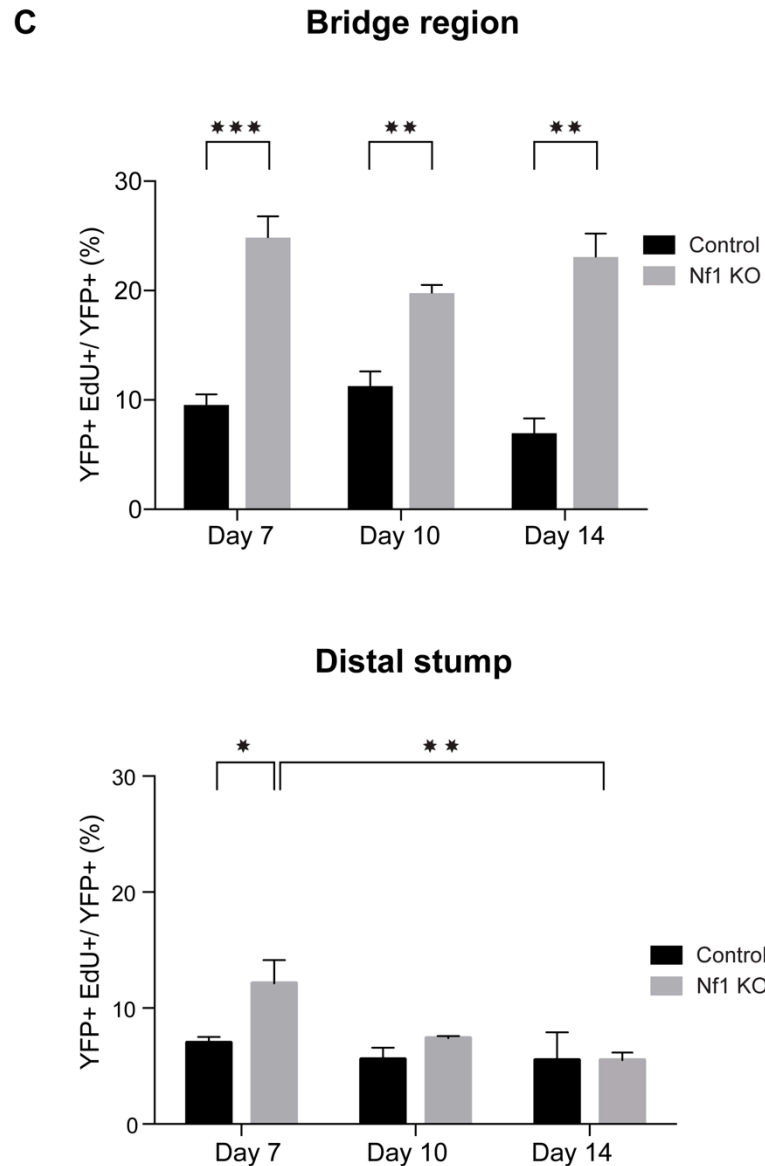 C
Bridge region
*** ** **
30
20
10
0
YFP+ EdU+/ YFP+ (%)
Control
Nf1 KO
Day 7 Day 10 Day 14
Distal stump
* **
30
20
10
0
YFP+ EdU+/ YFP+ (%)
Control
Nf1 KO
Day 7 Day 10 Day 14